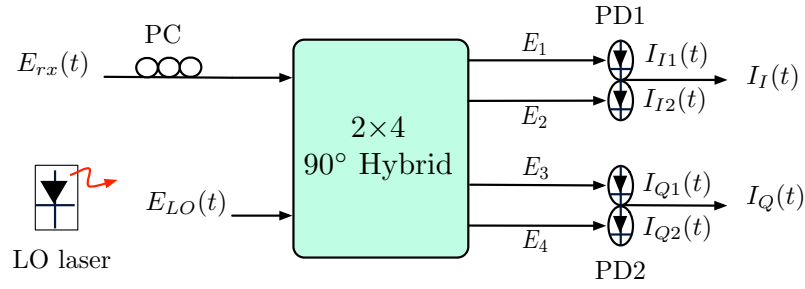 PC
PD1
E_{rx}(t)
E_1
I_{I1}(t)
I_I(t)
E_2
I_{I2}(t)
2×4
90° Hybrid
E_3
I_{Q1}(t)
I_Q(t)
E_{LO}(t)
E_4
I_{Q2}(t)
LO laser
PD2